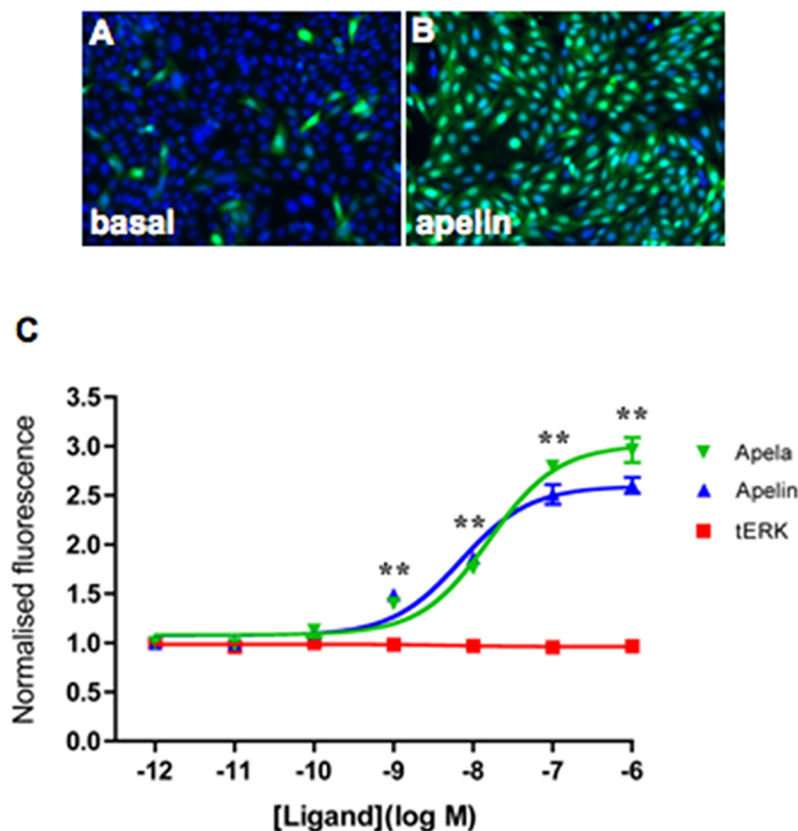 A
B
basal
apelin
C
Normalised fluorescence
3.5
3.0
2.5
2.0
1.5
1.0
0.5
0.0
**
**
**
**
-12 -11 -10 -9 -8 -7 -6
[Ligand](log M)
Apela
Apelin
tERK